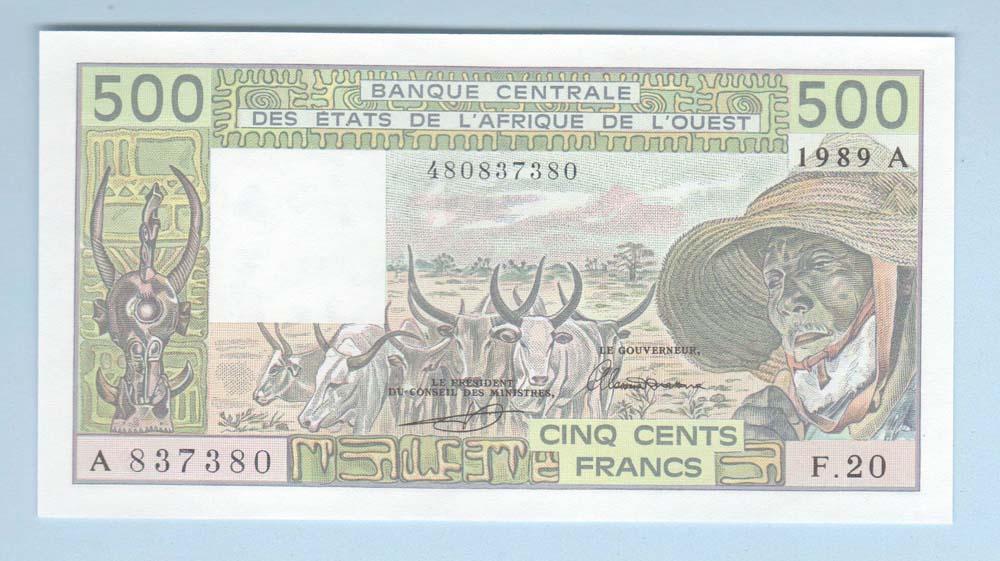 500
BANQUE CENTRALE
DES ÉTATS DE L'AFRIQUE DE L'OUEST
500
1989 A
480837380
LE GOUVERNEUR,
LE PRÉSIDENT
DU CONSEIL DES MINISTRES,
CINQ CENTS
FRANCS
A 837380
F.20